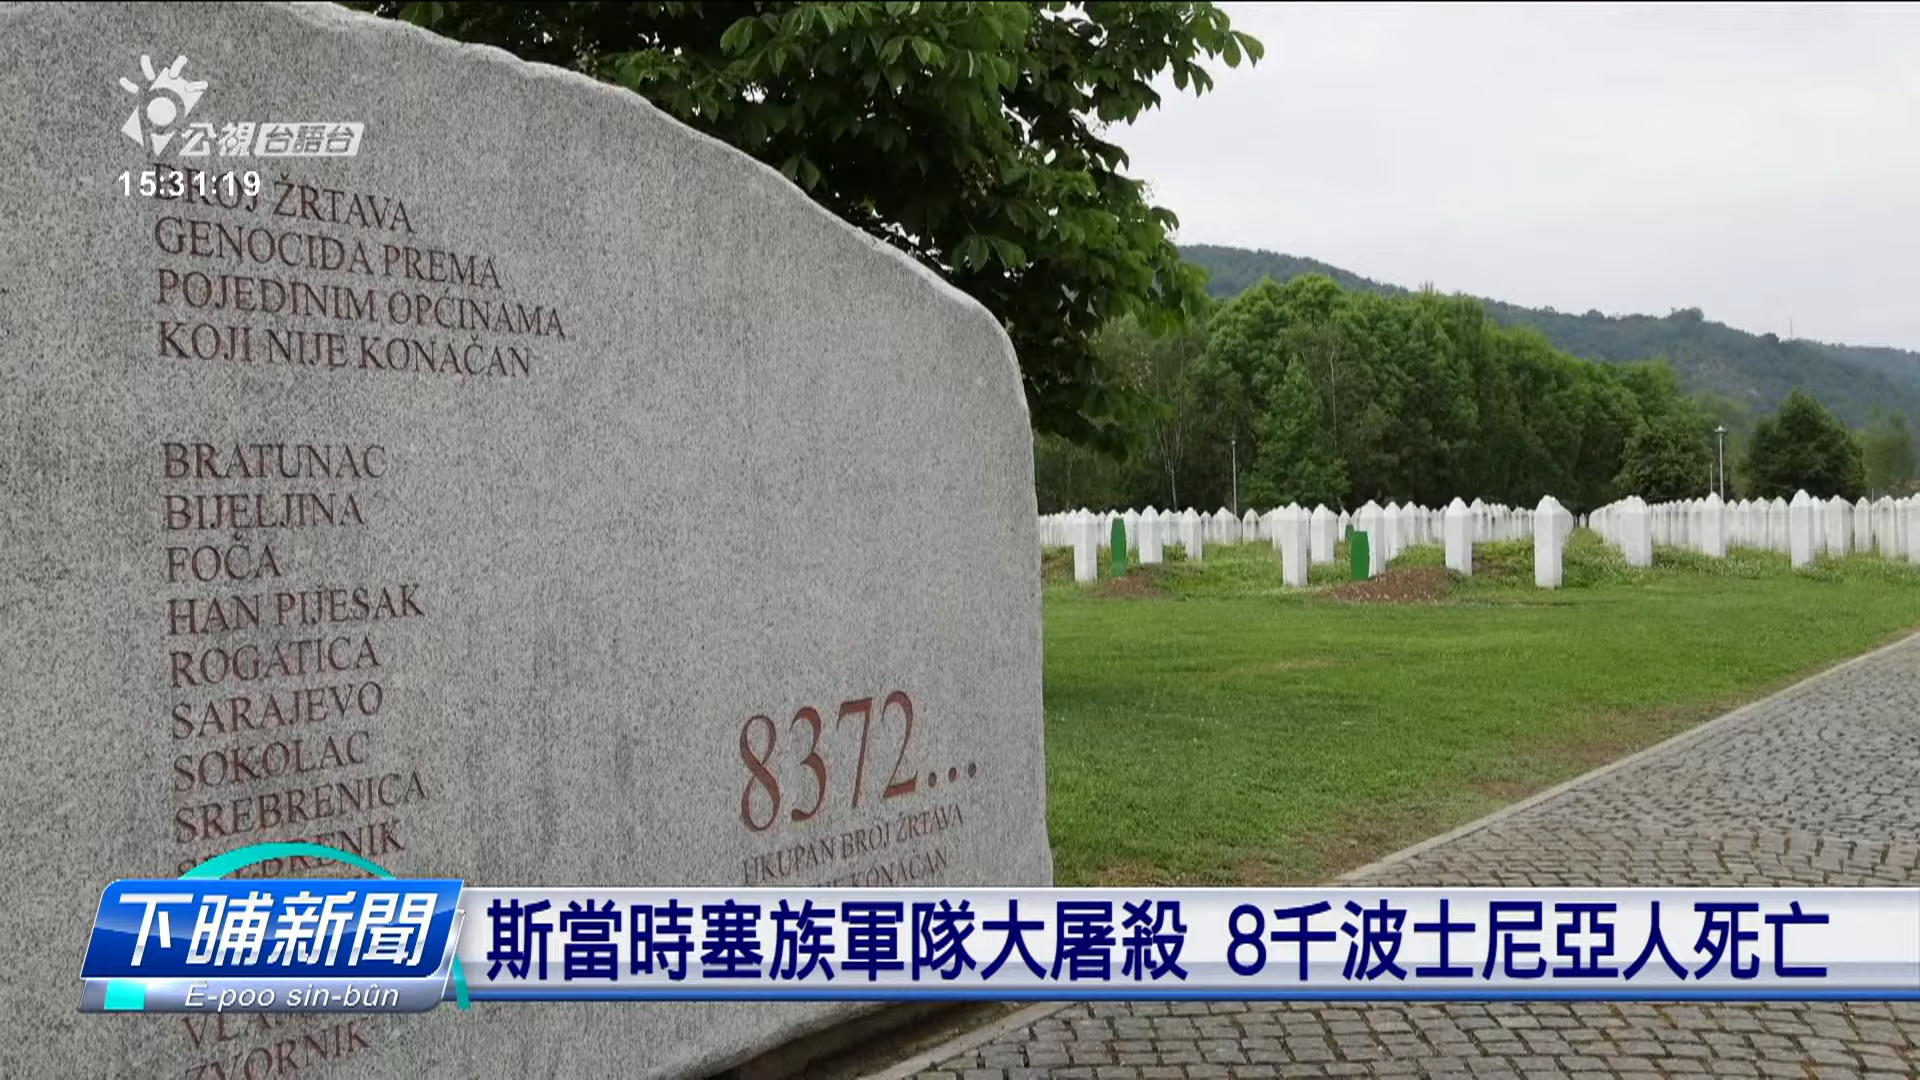 公視台語台
15:31:19
BROJ ŽRTAVA
GENOCIDA PREMA
POJEDINIM OPĆINAMA
KOJI NIJE KONAČAN
BRATUNAC
BIJELJINA
FOČA
HAN PIJESAK
ROGATICA
SARAJEVO
SOKOLAC
SREBRENICA
8372...
UKUPAN BROJ ŽRTAVA
KONAČAN
下晡新聞
E-poo sin-bûn
斯當時塞族軍隊大屠殺 8千波士尼亞人死亡
ZVORNIK